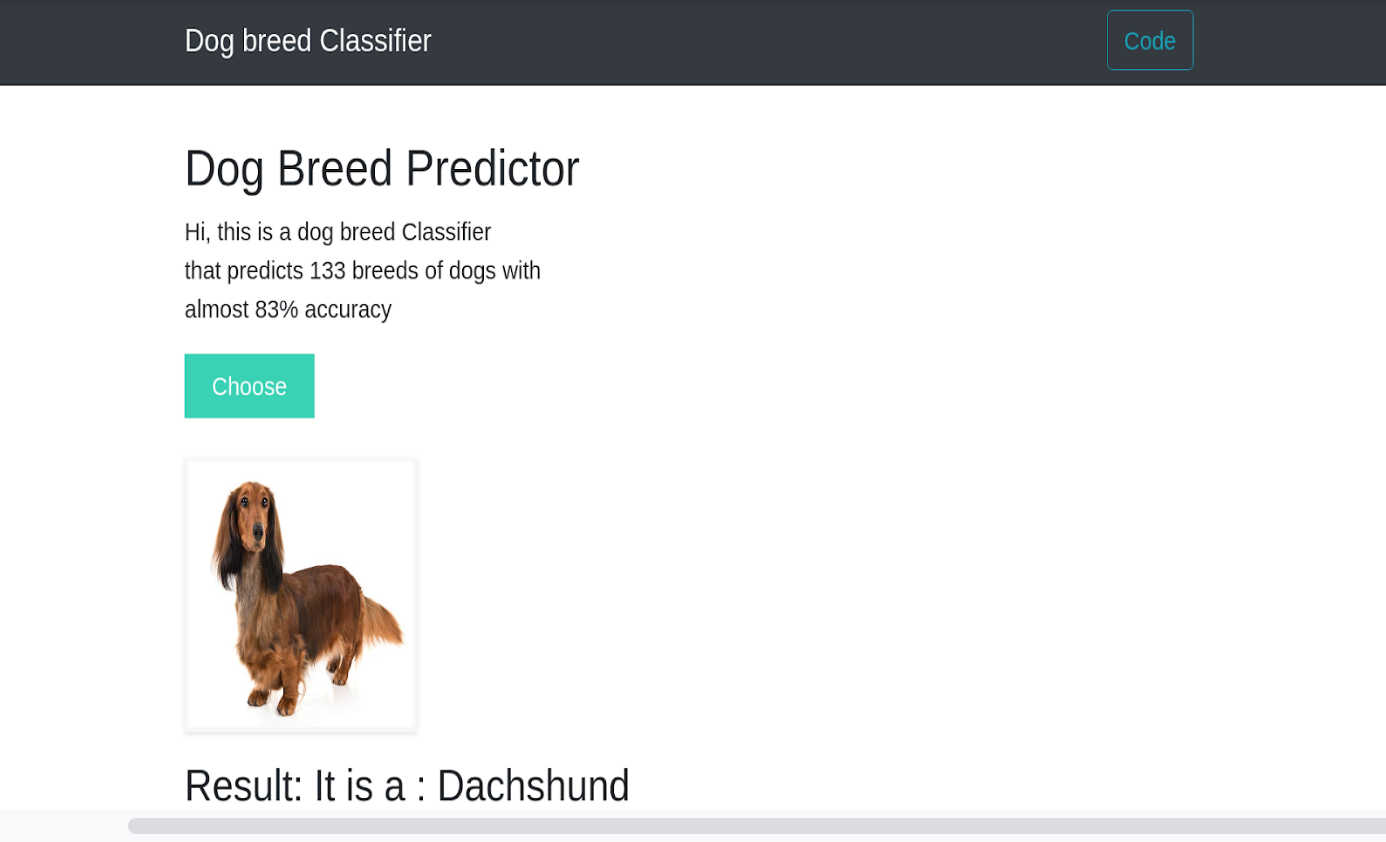 Dog breed Classifier
Code
Dog Breed Predictor
Hi, this is a dog breed Classifier
that predicts 133 breeds of dogs with
almost 83% accuracy
Choose
Result: It is a : Dachshund